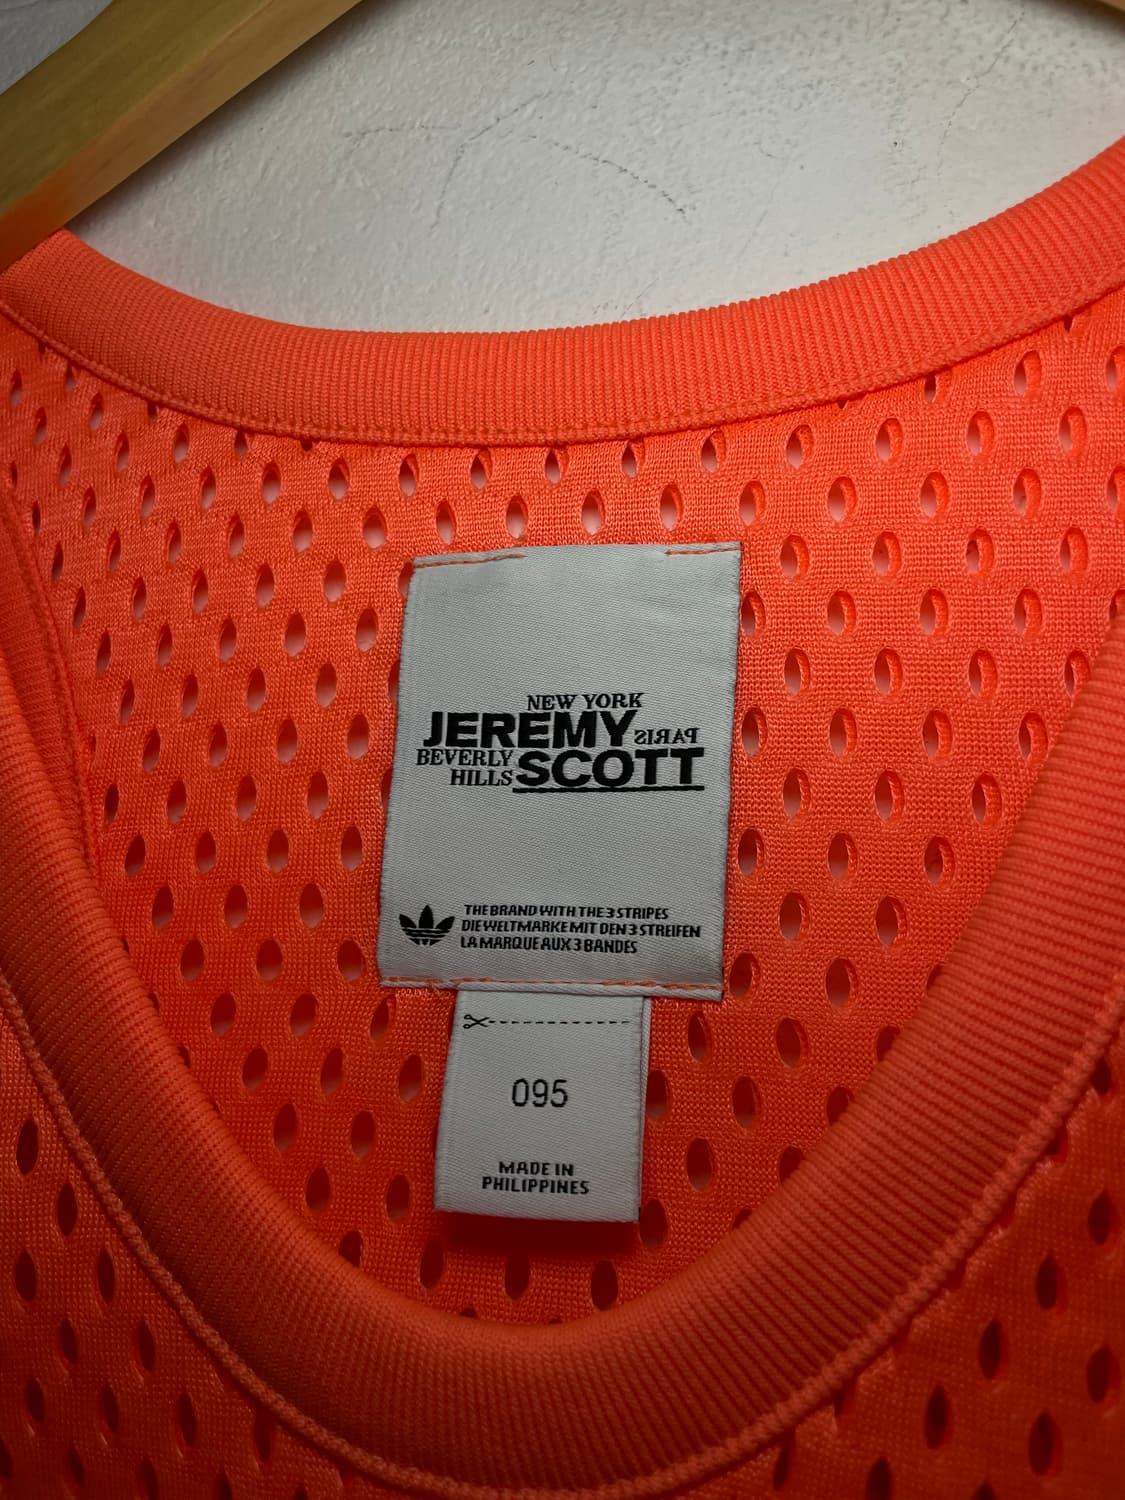 NEW YORK
JEREMY PARIS
BEVERLY
HILLS SCOTT
THE BRAND WITH THE 3 STRIPES
DIE WELTMARKE MIT DEN 3 STREIFEN
LA MARQUE AUX 3 BANDES
095
MADE IN
PHILIPPINES